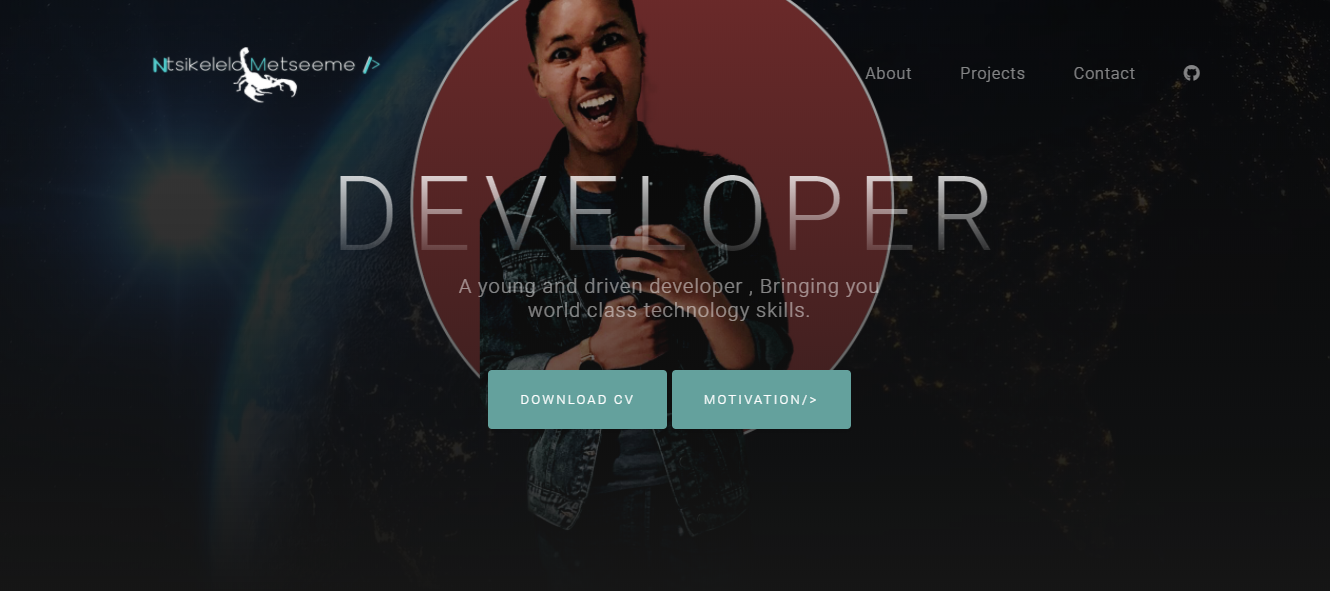 Ntsikelelo Metseeme />
About Projects Contact
DEVELOPER
A young and driven developer , Bringing you
world class technology skills.
DOWNLOAD CV MOTIVATION/>